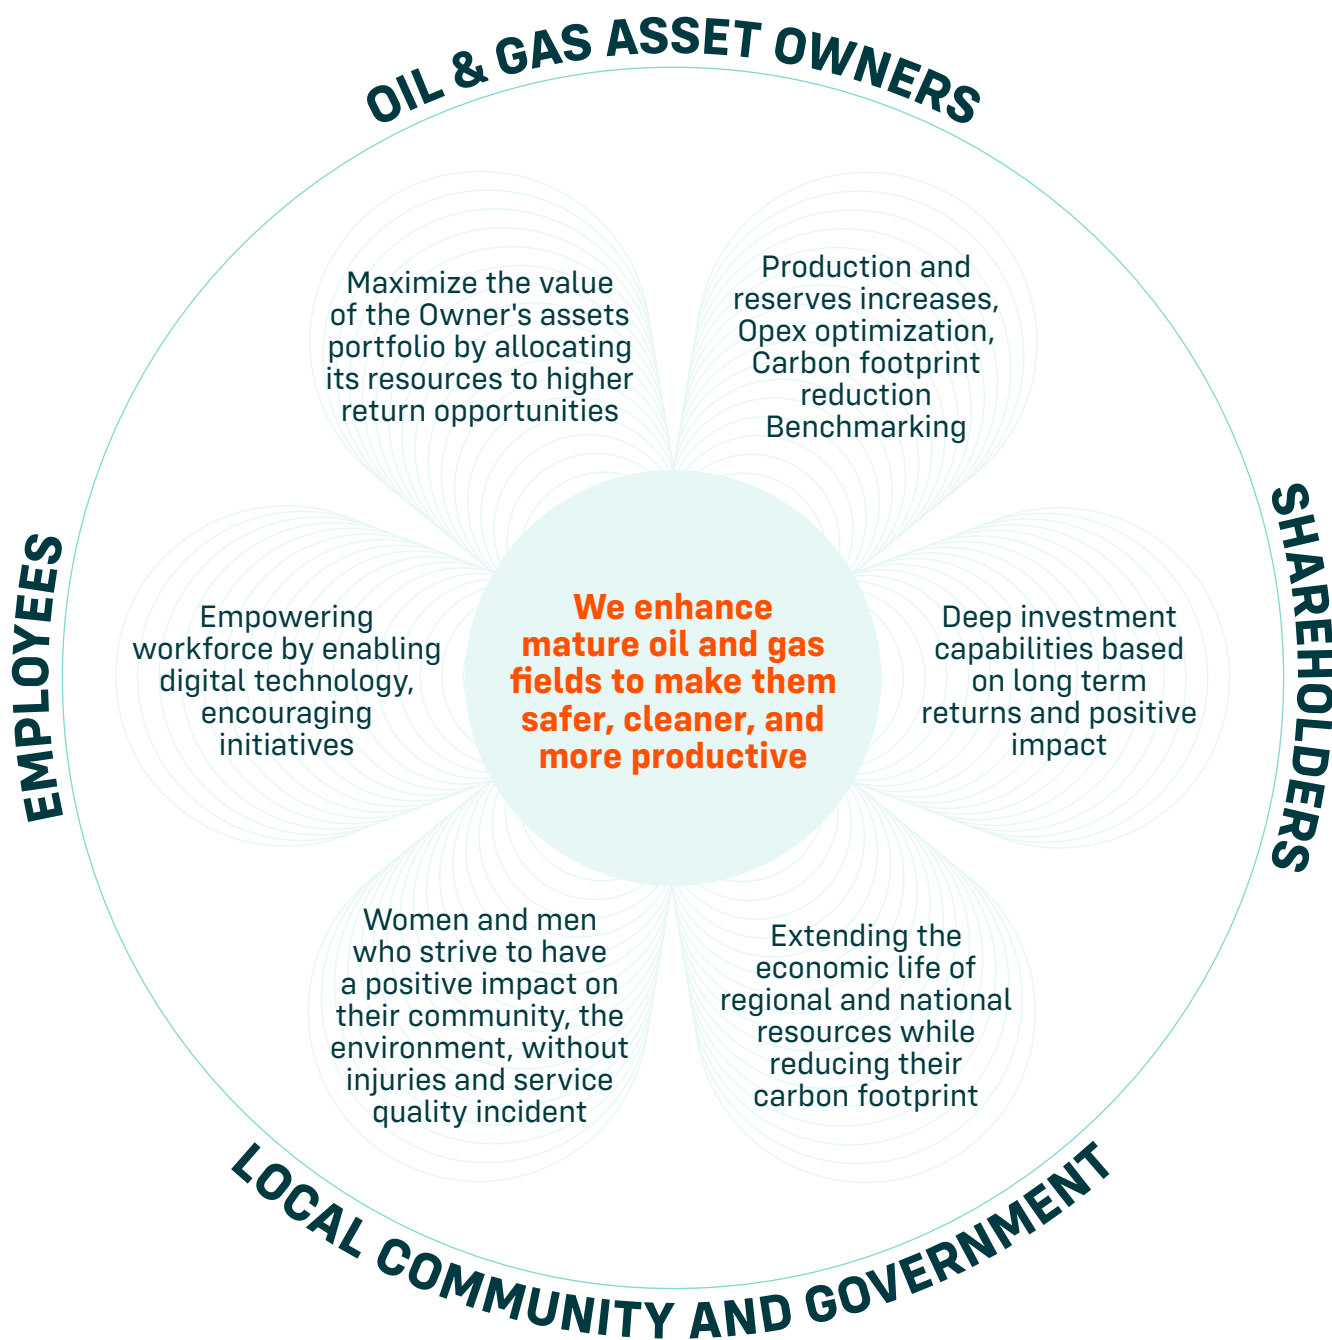 OIL & GAS ASSET OWNERS
Maximize the value
of the Owner's assets
portfolio by allocating
its resources to higher
return opportunities
Production and
reserves increases,
Opex optimization,
Carbon footprint
reduction
Benchmarking
EMPLOYEES
Empowering
workforce by enabling
digital technology,
encouraging
initiatives
We enhance
mature oil and gas
fields to make them
safer, cleaner, and
more productive
Deep investment
capabilities based
on long term
returns and positive
impact
SHAREHOLDERS
Women and men
who strive to have
a positive impact on
their community, the
environment, without
injuries and service
quality incident
Extending the
economic life of
regional and national
resources while
reducing their
carbon footprint
LOCAL COMMUNITY AND GOVERNMENT